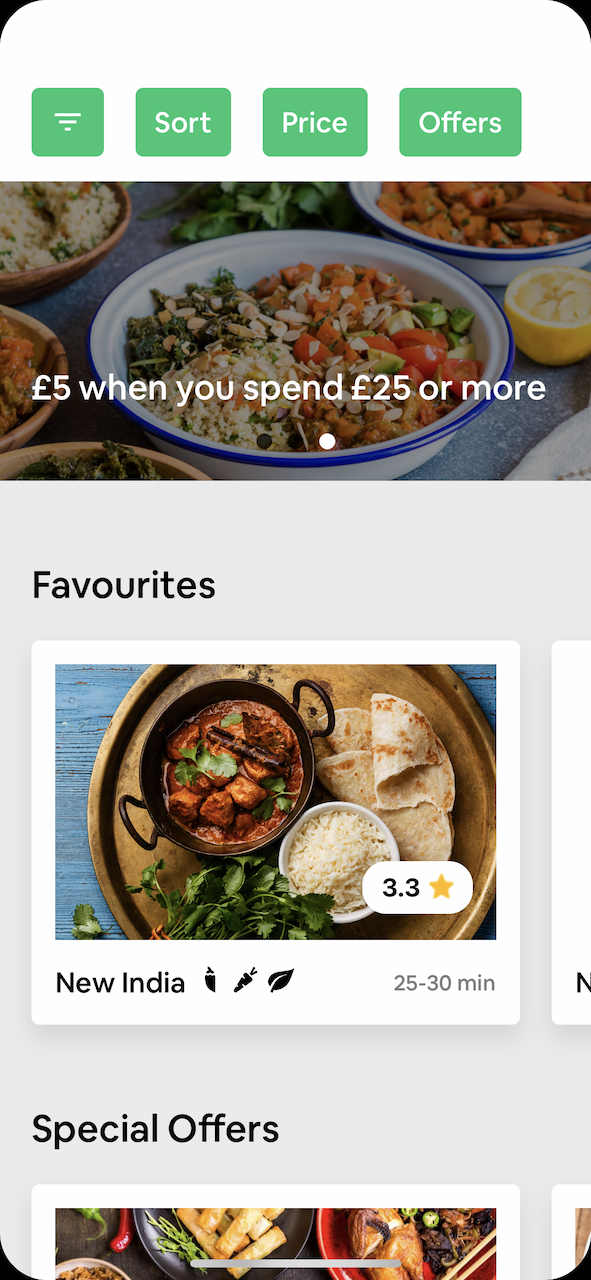 Sort
Price
Offers
£5 when you spend £25 or more
Favourites
3.3
New India
25-30 min
Special Offers